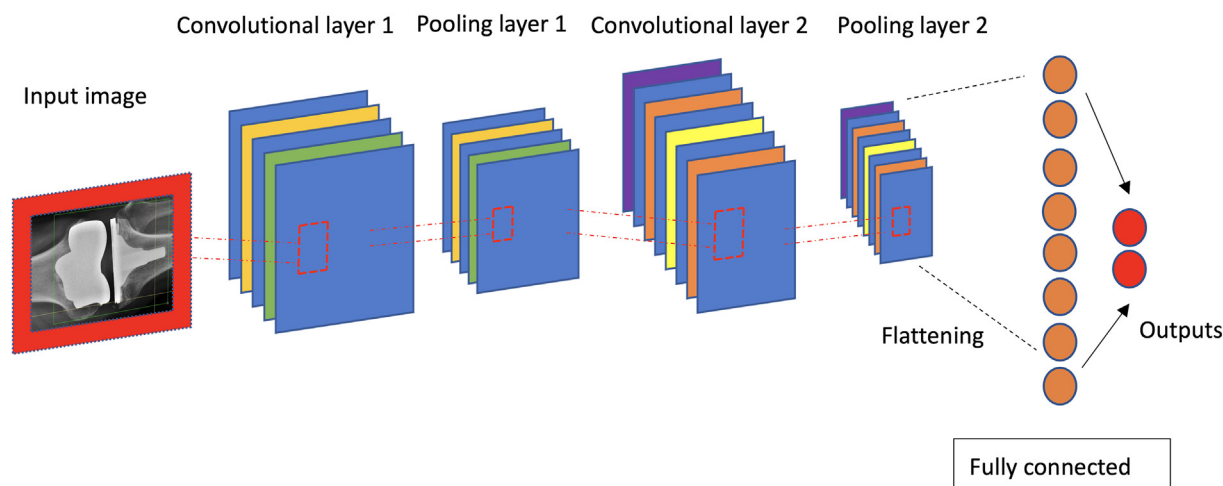 Convolutional layer 1
Pooling layer 1
Convolutional layer 2
Pooling layer 2
Input image
Flattening
Outputs
Fully connected